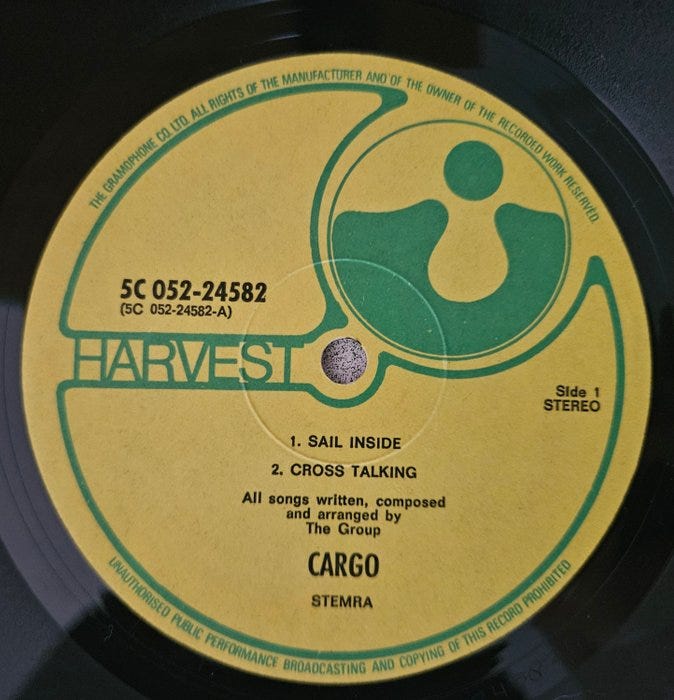 THE GRAMOPHONE CO. LTD. ALL RIGHTS OF THE MANUFACTURER AND OF THE OWNER OF THE RECORDED WORK RESERVED.
5C 052-24582
(5C 052-24582-A)
HARVEST
Side 1
STEREO
1. SAIL INSIDE
2. CROSS TALKING
All songs written, composed
and arranged by
The Group
CARGO
STEMRA
UNAUTHORISED PUBLIC PERFORMANCE BROADCASTING AND COPYING OF THIS RECORD PROHIBITED